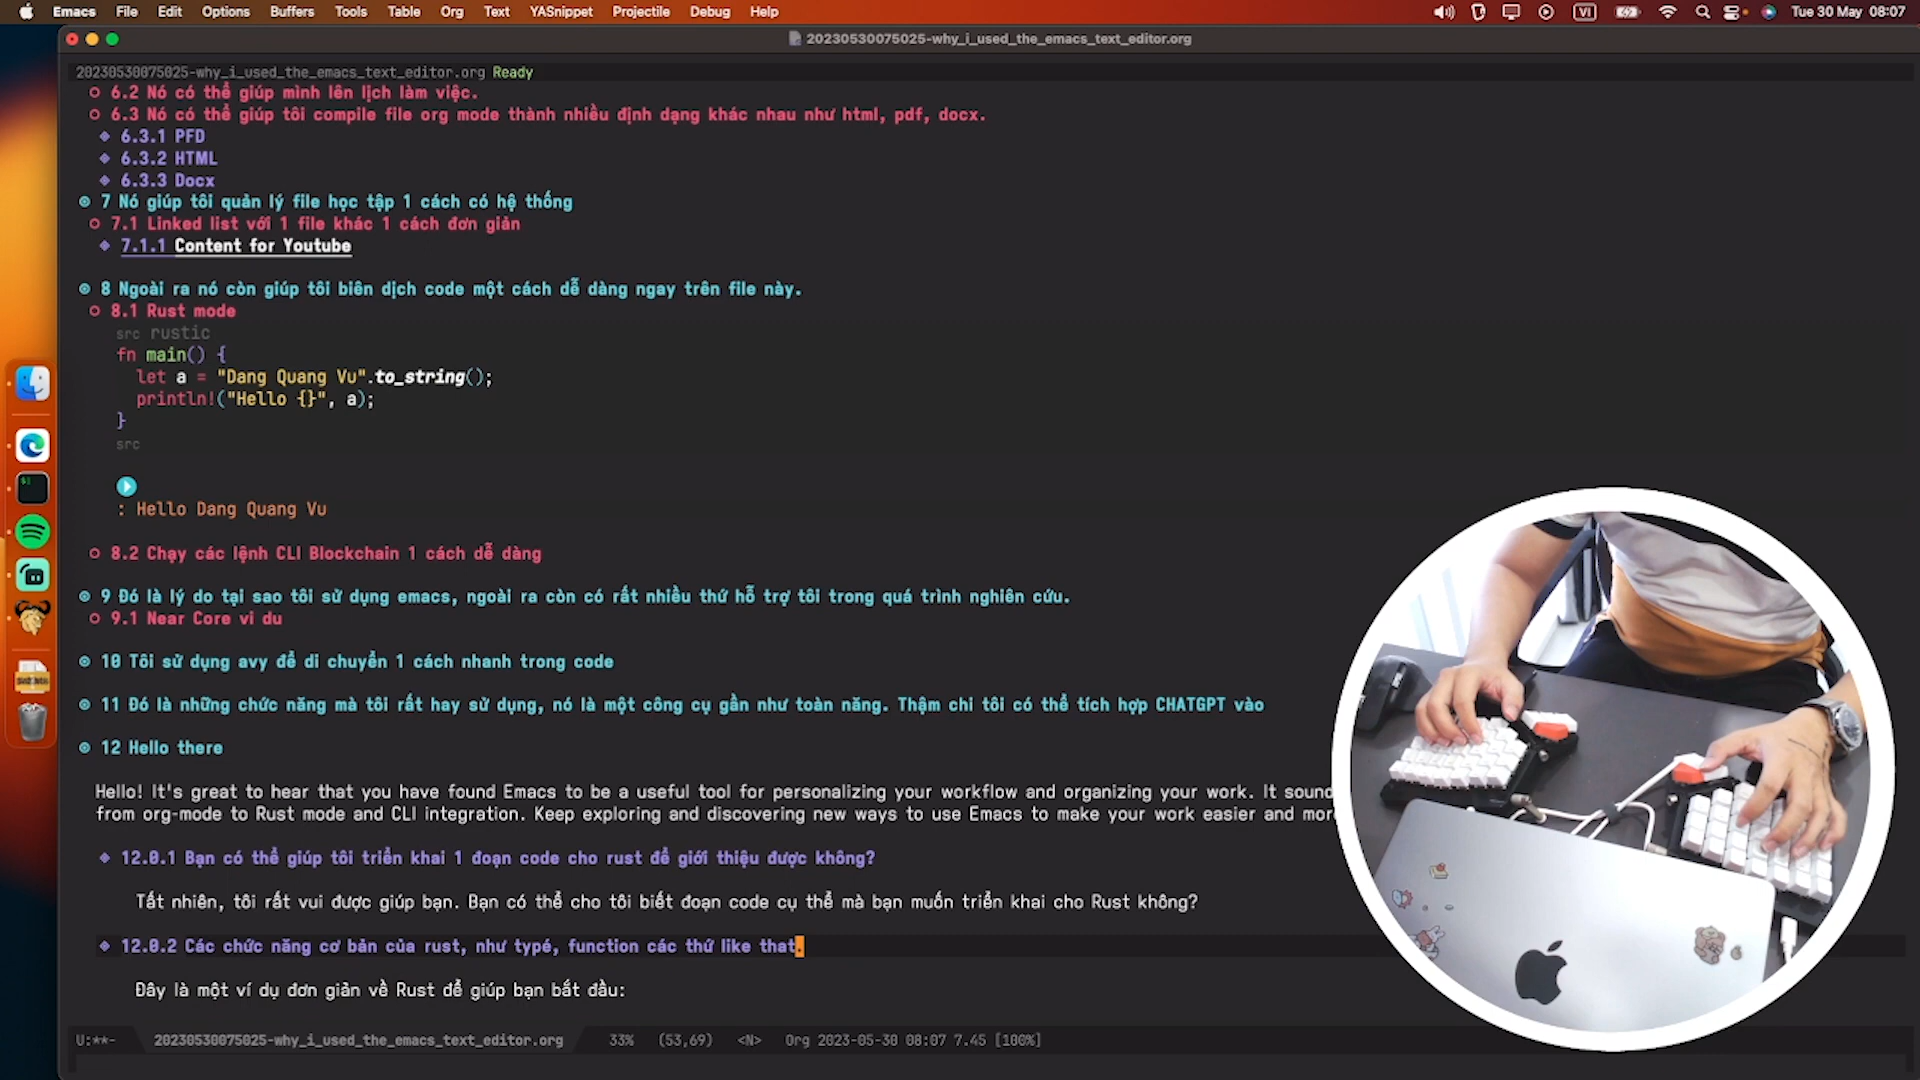 Emacs File Edit Options Buffers Tools Table Org Text YASnippet Projectile Debug Help VI Tue 30 May 08:07
20230530075025-why_i_used_the_emacs_text_editor.org
20230530075025-why_i_used_the_emacs_text_editor.org Ready
6.2 Nó có thể giúp mình lên lịch làm việc.
6.3 Nó có thể giúp tôi compile file org mode thành nhiều định dạng khác nhau như html, pdf, docx.
6.3.1 PFD
6.3.2 HTML
6.3.3 Docx
7 Nó giúp tôi quản lý file học tập 1 cách có hệ thống
7.1 Linked list với 1 file khác 1 cách đơn giản
7.1.1 Content for Youtube
8 Ngoài ra nó còn giúp tôi biên dịch code một cách dễ dàng ngay trên file này.
8.1 Rust mode
src rustic
fn main() {
let a = "Dang Quang Vu".to_string();
println!("Hello {}", a);
}
src
: Hello Dang Quang Vu
8.2 Chạy các lệnh CLI Blockchain 1 cách dễ dàng
9 Đó là lý do tại sao tôi sử dụng emacs, ngoài ra còn có rất nhiều thứ hỗ trợ tôi trong quá trình nghiên cứu.
9.1 Near Core vi du
10 Tôi sử dụng avy để di chuyển 1 cách nhanh trong code
11 Đó là những chức năng mà tôi rất hay sử dụng, nó là một công cụ gần như toàn năng. Thậm chi tôi có thể tích hợp CHATGPT vào
12 Hello there
Hello! It's great to hear that you have found Emacs to be a useful tool for personalizing your workflow and organizing your work. It sound
from org-mode to Rust mode and CLI integration. Keep exploring and discovering new ways to use Emacs to make your work easier and more
12.0.1 Bạn có thể giúp tôi triển khai 1 đoạn code cho rust để giới thiệu được không?
Tất nhiên, tôi rất vui được giúp bạn. Bạn có thể cho tôi biết đoạn code cụ thể mà bạn muốn triển khai cho Rust không?
12.0.2 Các chức năng cơ bản của rust, như typé, function các thứ like that.
Đây là một ví dụ đơn giản về Rust để giúp bạn bắt đầu:
U:**- 20230530075025-why_i_used_the_emacs_text_editor.org 33% (53,69) <N> Org 2023-05-30 08:07 7.45 [100%]